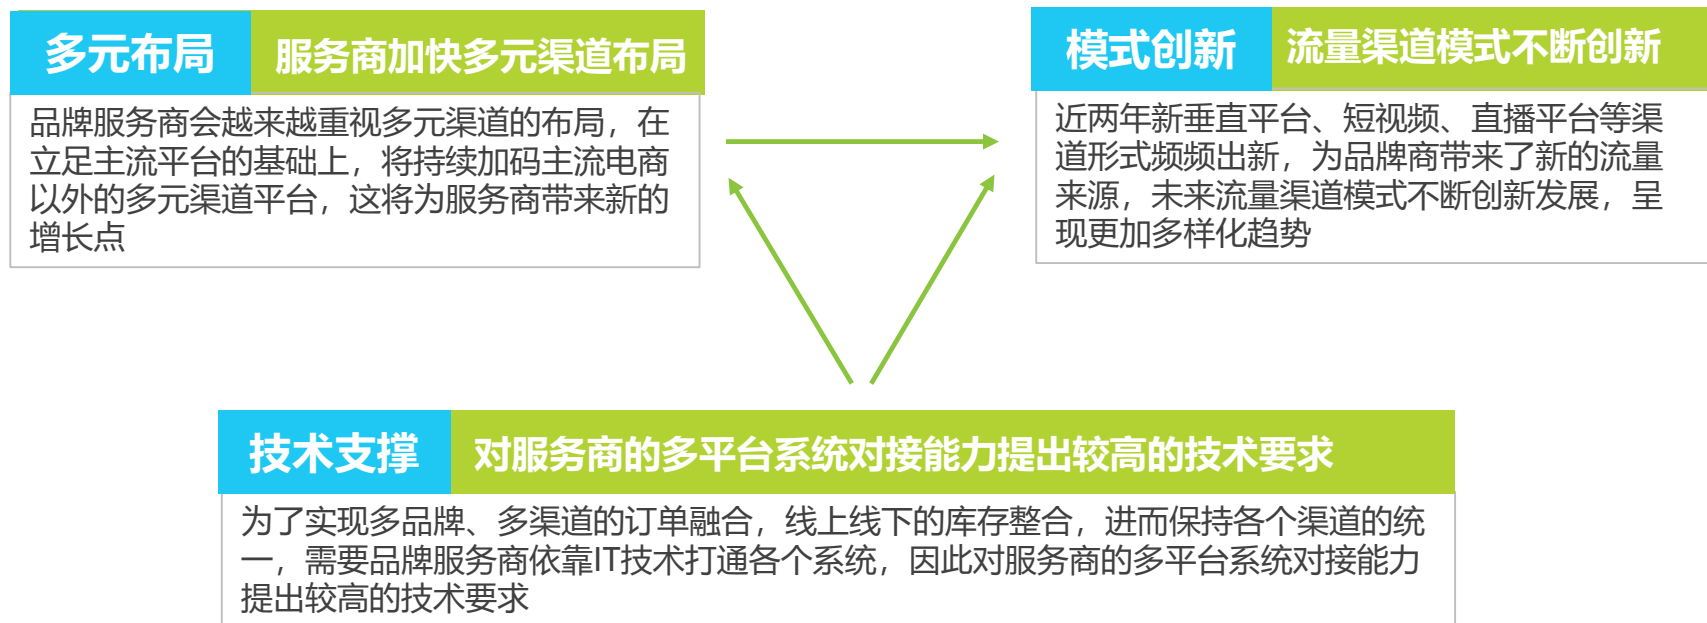 多元布局
服务商加快多元渠道布局
品牌服务商会越来越重视多元渠道的布局，在
立足主流平台的基础上，将持续加码主流电商
以外的多元渠道平台，这将为服务商带来新的
增长点
模式创新
流量渠道模式不断创新
近两年新垂直平台、短视频、直播平台等渠
道形式频频出新，为品牌商带来了新的流量
来源，未来流量渠道模式不断创新发展，呈
现更加多样化趋势
技术支撑
对服务商的多平台系统对接能力提出较高的技术要求
为了实现多品牌、多渠道的订单融合，线上线下的库存整合，进而保持各个渠道的统
一，需要品牌服务商依靠IT技术打通各个系统，因此对服务商的多平台系统对接能力
提出较高的技术要求